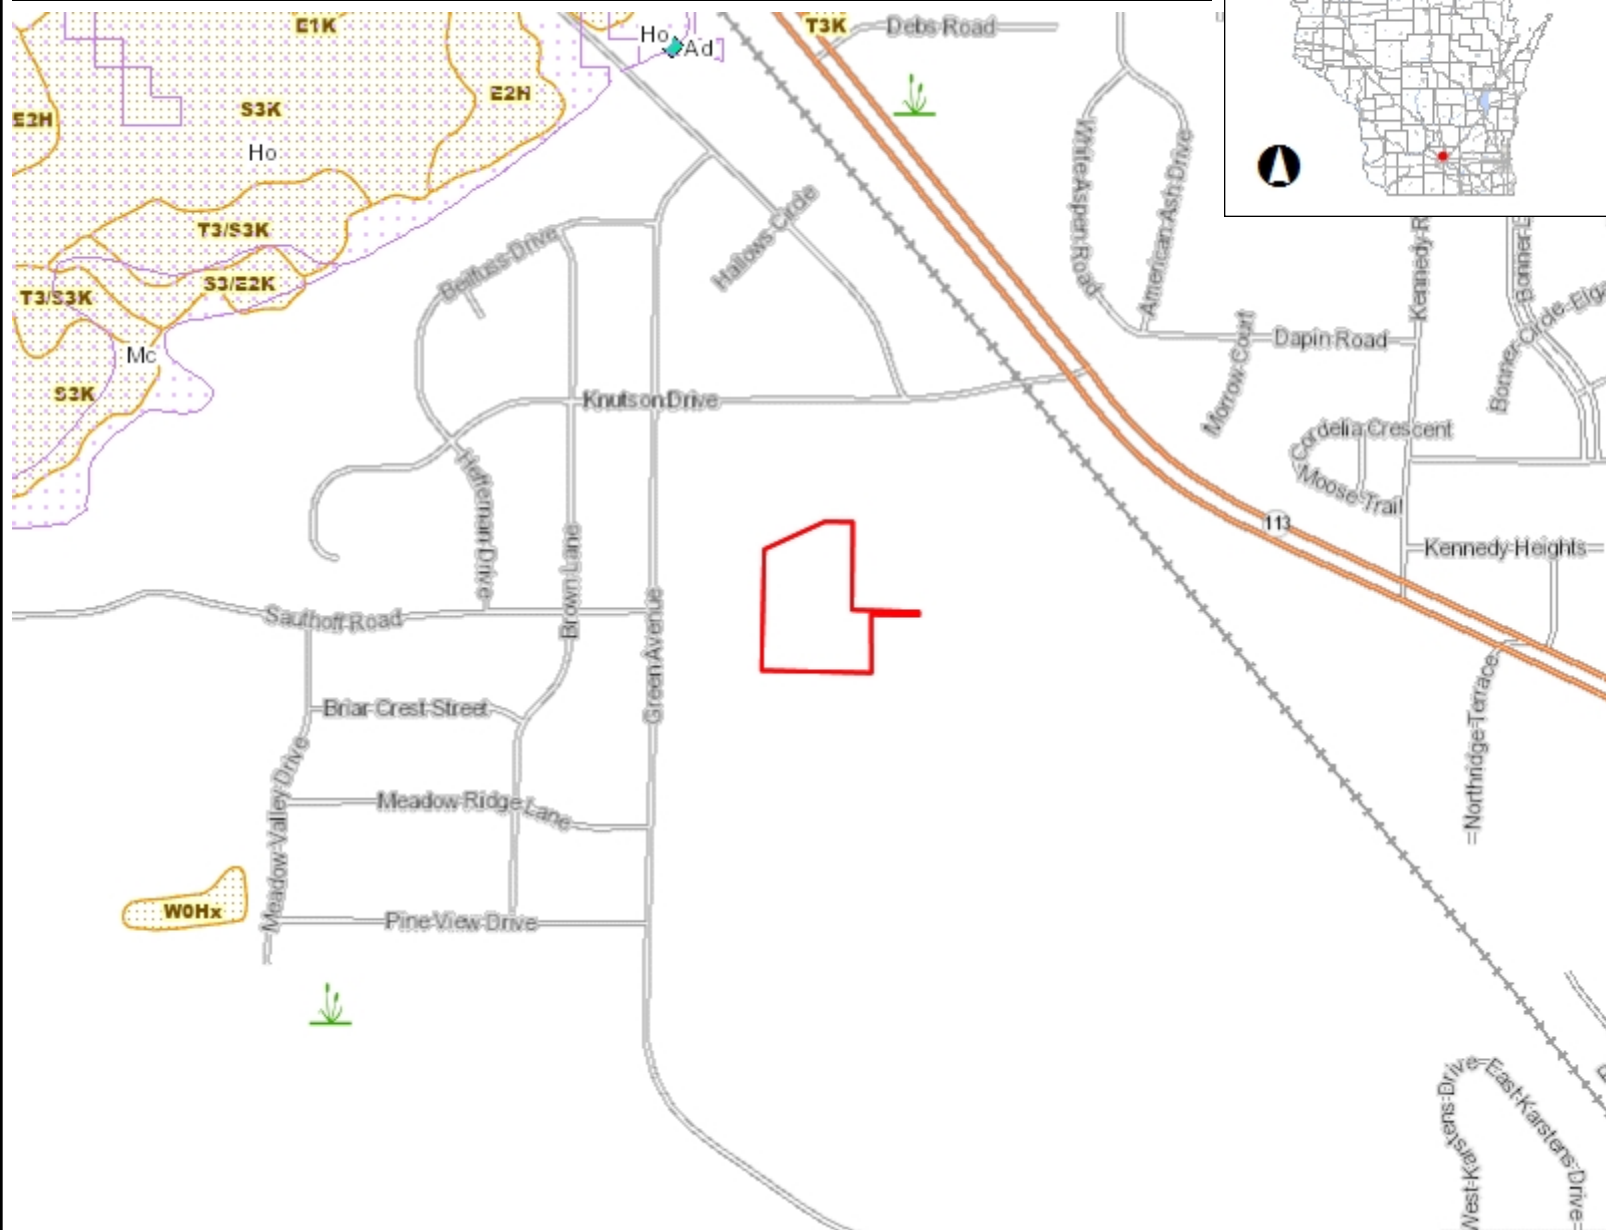 E1K
Ho
Ad
T3K
Debs Road
S3K
E2H
E2H
Ho
White Aspen Road
American Ash Drive
Hallows Circle
T3/S3K
Bellfuss Drive
S3/E2K
T3/S3K
Kennedy R
Bonner
Morrow Court
Dapin Road
Bonner Circle
Mc
S3K
Knutson Drive
Cordelia Crescent
Moose Trail
Heffernan Drive
113
Kennedy Heights
Brown Lane
Sauthoff Road
Green Avenue
Briar Crest Street
Northridge Terrace
Meadow Valley Drive
Meadow Ridge Lane
W0Hx
Pine View Drive
West Karstens Drive
East Karstens Drive